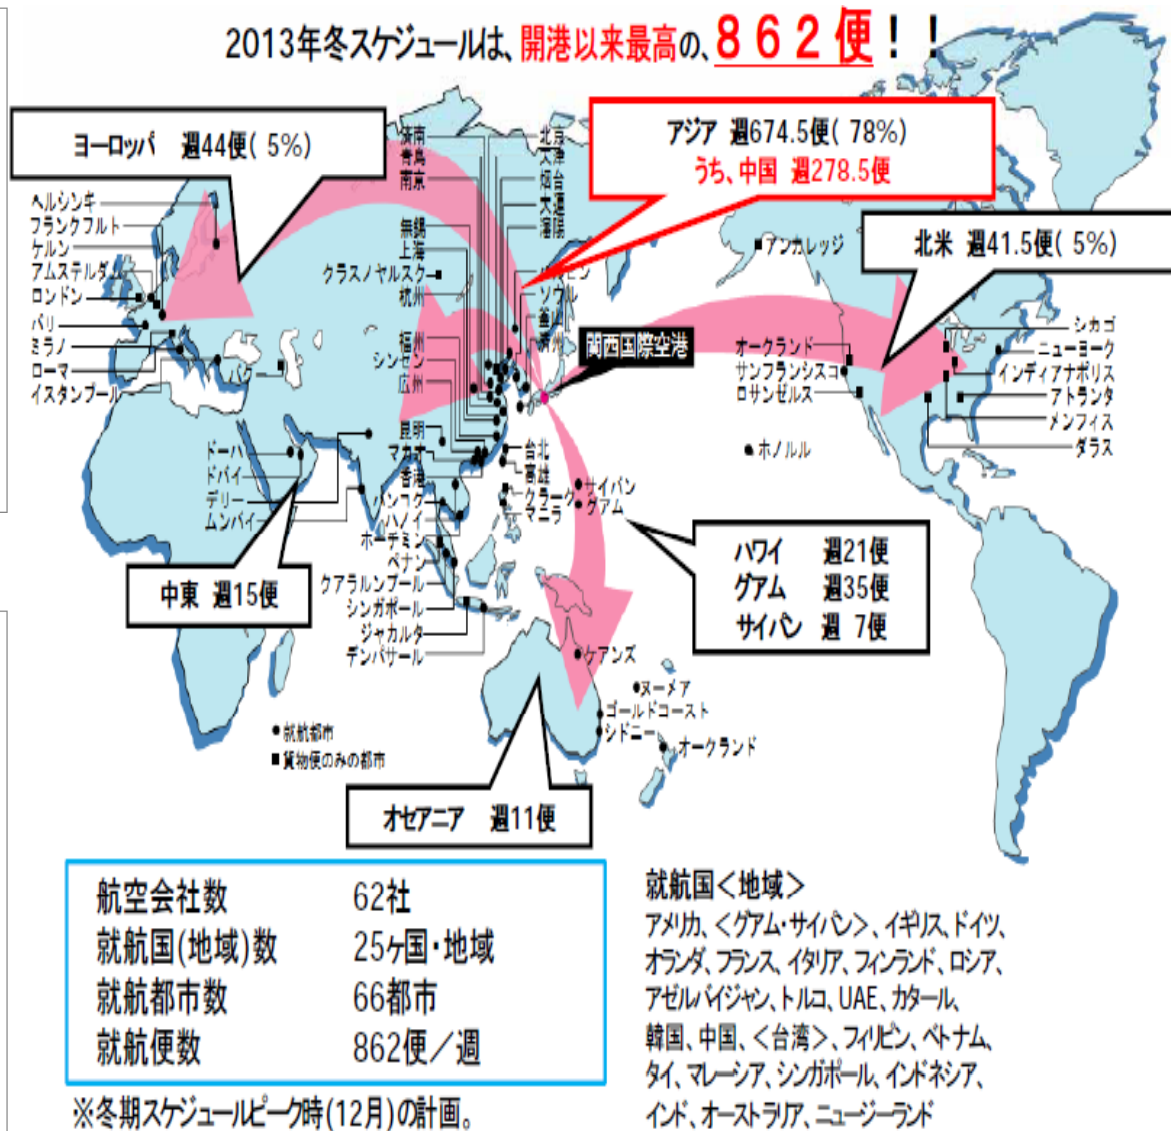 2013年冬スケジュールは、開港以来最高の、862便！！
ヨーロッパ 週44便( 5%)
アジア 週674.5便(78%)
うち、中国 週278.5便
北米 週41.5便( 5%)
済南
青島
南京
無錫
上海
クラスノヤルスク
杭州
福州
シンセン
広州
昆明
マカオ
香港
バンコク
ハノイ
ホーチミン
ペナン
クアラルンプール
シンガポール
ジャカルタ
デンパサール
北京
天津
烟台
大連
瀋陽
ソウル
釜山
済州
関西国際空港
ヘルシンキ
フランクフルト
ケルン
アムステルダム
ロンドン
パリ
ミラノ
ローマ
イスタンブール
バクー
ドーハ
ドバイ
デリー
ムンバイ
中東 週15便
台北
高雄
クラーク
マニラ
サイパン
グアム
アンカレッジ
オークランド
サンフランシスコ
ロサンゼルス
ホノルル
シカゴ
ニューヨーク
インディアナポリス
アトランタ
メンフィス
ダラス
ハワイ 週21便
グアム 週35便
サイパン 週 7便
ケアンズ
ヌーメア
ゴールドコースト
シドニー
オークランド
●就航都市
■貨物便のみの都市
オセアニア 週11便
航空会社数 62社
就航国(地域)数 25ヶ国・地域
就航都市数 66都市
就航便数 862便／週
※冬期スケジュールピーク時(12月)の計画。
就航国＜地域＞
アメリカ、＜グアム・サイパン＞、イギリス、ドイツ、
オランダ、フランス、イタリア、フィンランド、ロシア、
アゼルバイジャン、トルコ、UAE、カタール、
韓国、中国、＜台湾＞、フィリピン、ベトナム、
タイ、マレーシア、シンガポール、インドネシア、
インド、オーストラリア、ニュージーランド